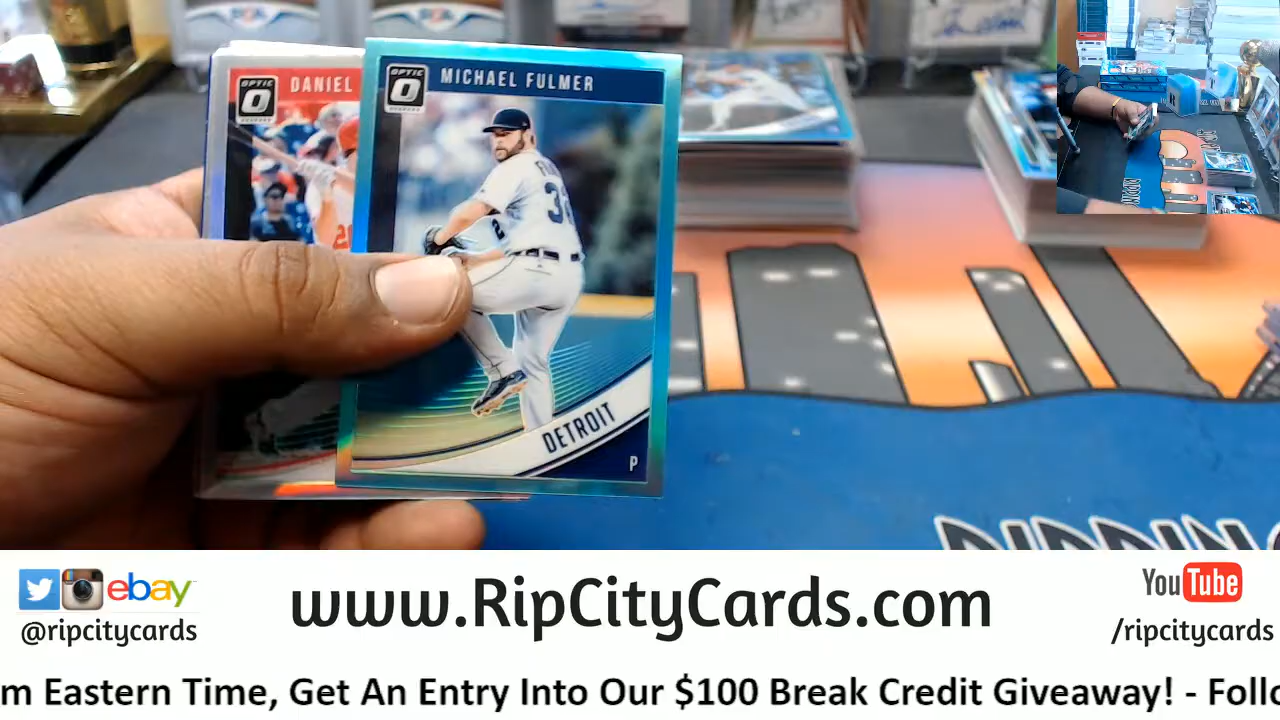 OPTIC
DANIEL
OPTIC
MICHAEL FULMER
DETROIT
P
ebay
@ripcitycards
www.RipCityCards.com
YouTube
/ripcitycards
m Eastern Time, Get An Entry Into Our $100 Break Credit Giveaway! - Follo